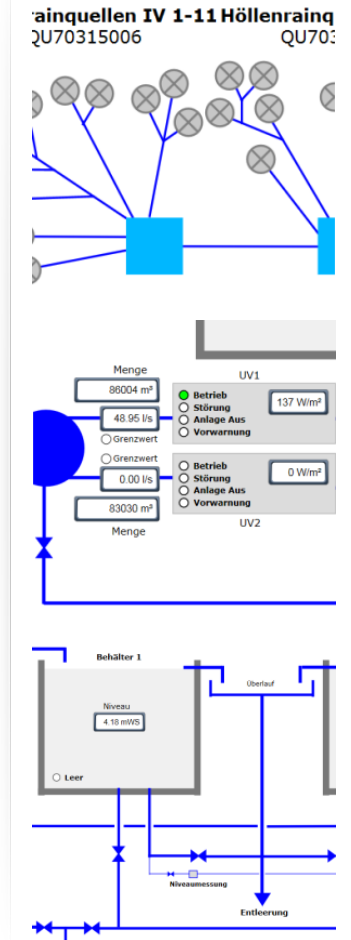 rainquellen IV 1-11 Höllenrainq
QU70315006 QU703
Menge
86004 m³
48.95 l/s
Grenzwert
Grenzwert
0.00 l/s
83030 m³
Menge
UV1
Betrieb
Störung
Anlage Aus
Vorwarnung
137 W/m²
Betrieb
Störung
Anlage Aus
Vorwarnung
0 W/m²
UV2
Behälter 1
Niveau
4.18 mWS
Leer
Überlauf
Niveaumessung
Entleerung